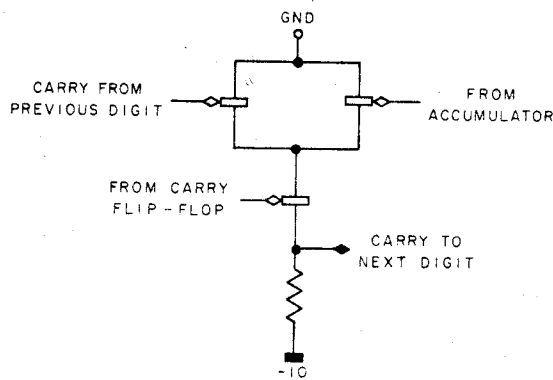 GND
CARRY FROM
PREVIOUS DIGIT
FROM
ACCUMULATOR
FROM CARRY
FLIP-FLOP
CARRY TO
NEXT DIGIT
-10